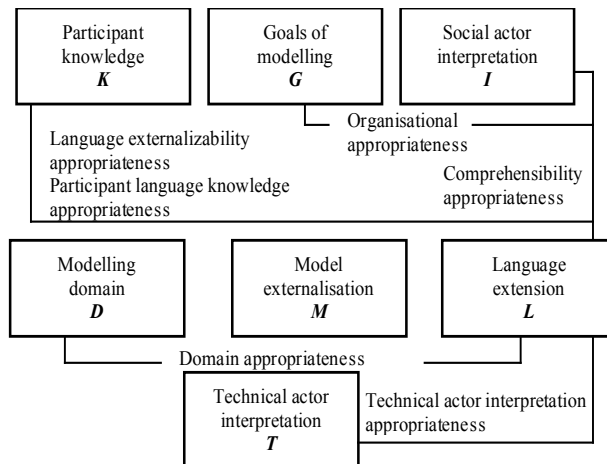 Participant
knowledge
K
Goals of
modelling
G
Social actor
interpretation
I
Organisational
appropriateness
Language externalizability
appropriateness
Participant language knowledge
appropriateness
Comprehensibility
appropriateness
Modelling
domain
D
Model
externalisation
M
Language
extension
L
Domain appropriateness
Technical actor
interpretation
T
Technical actor interpretation
appropriateness